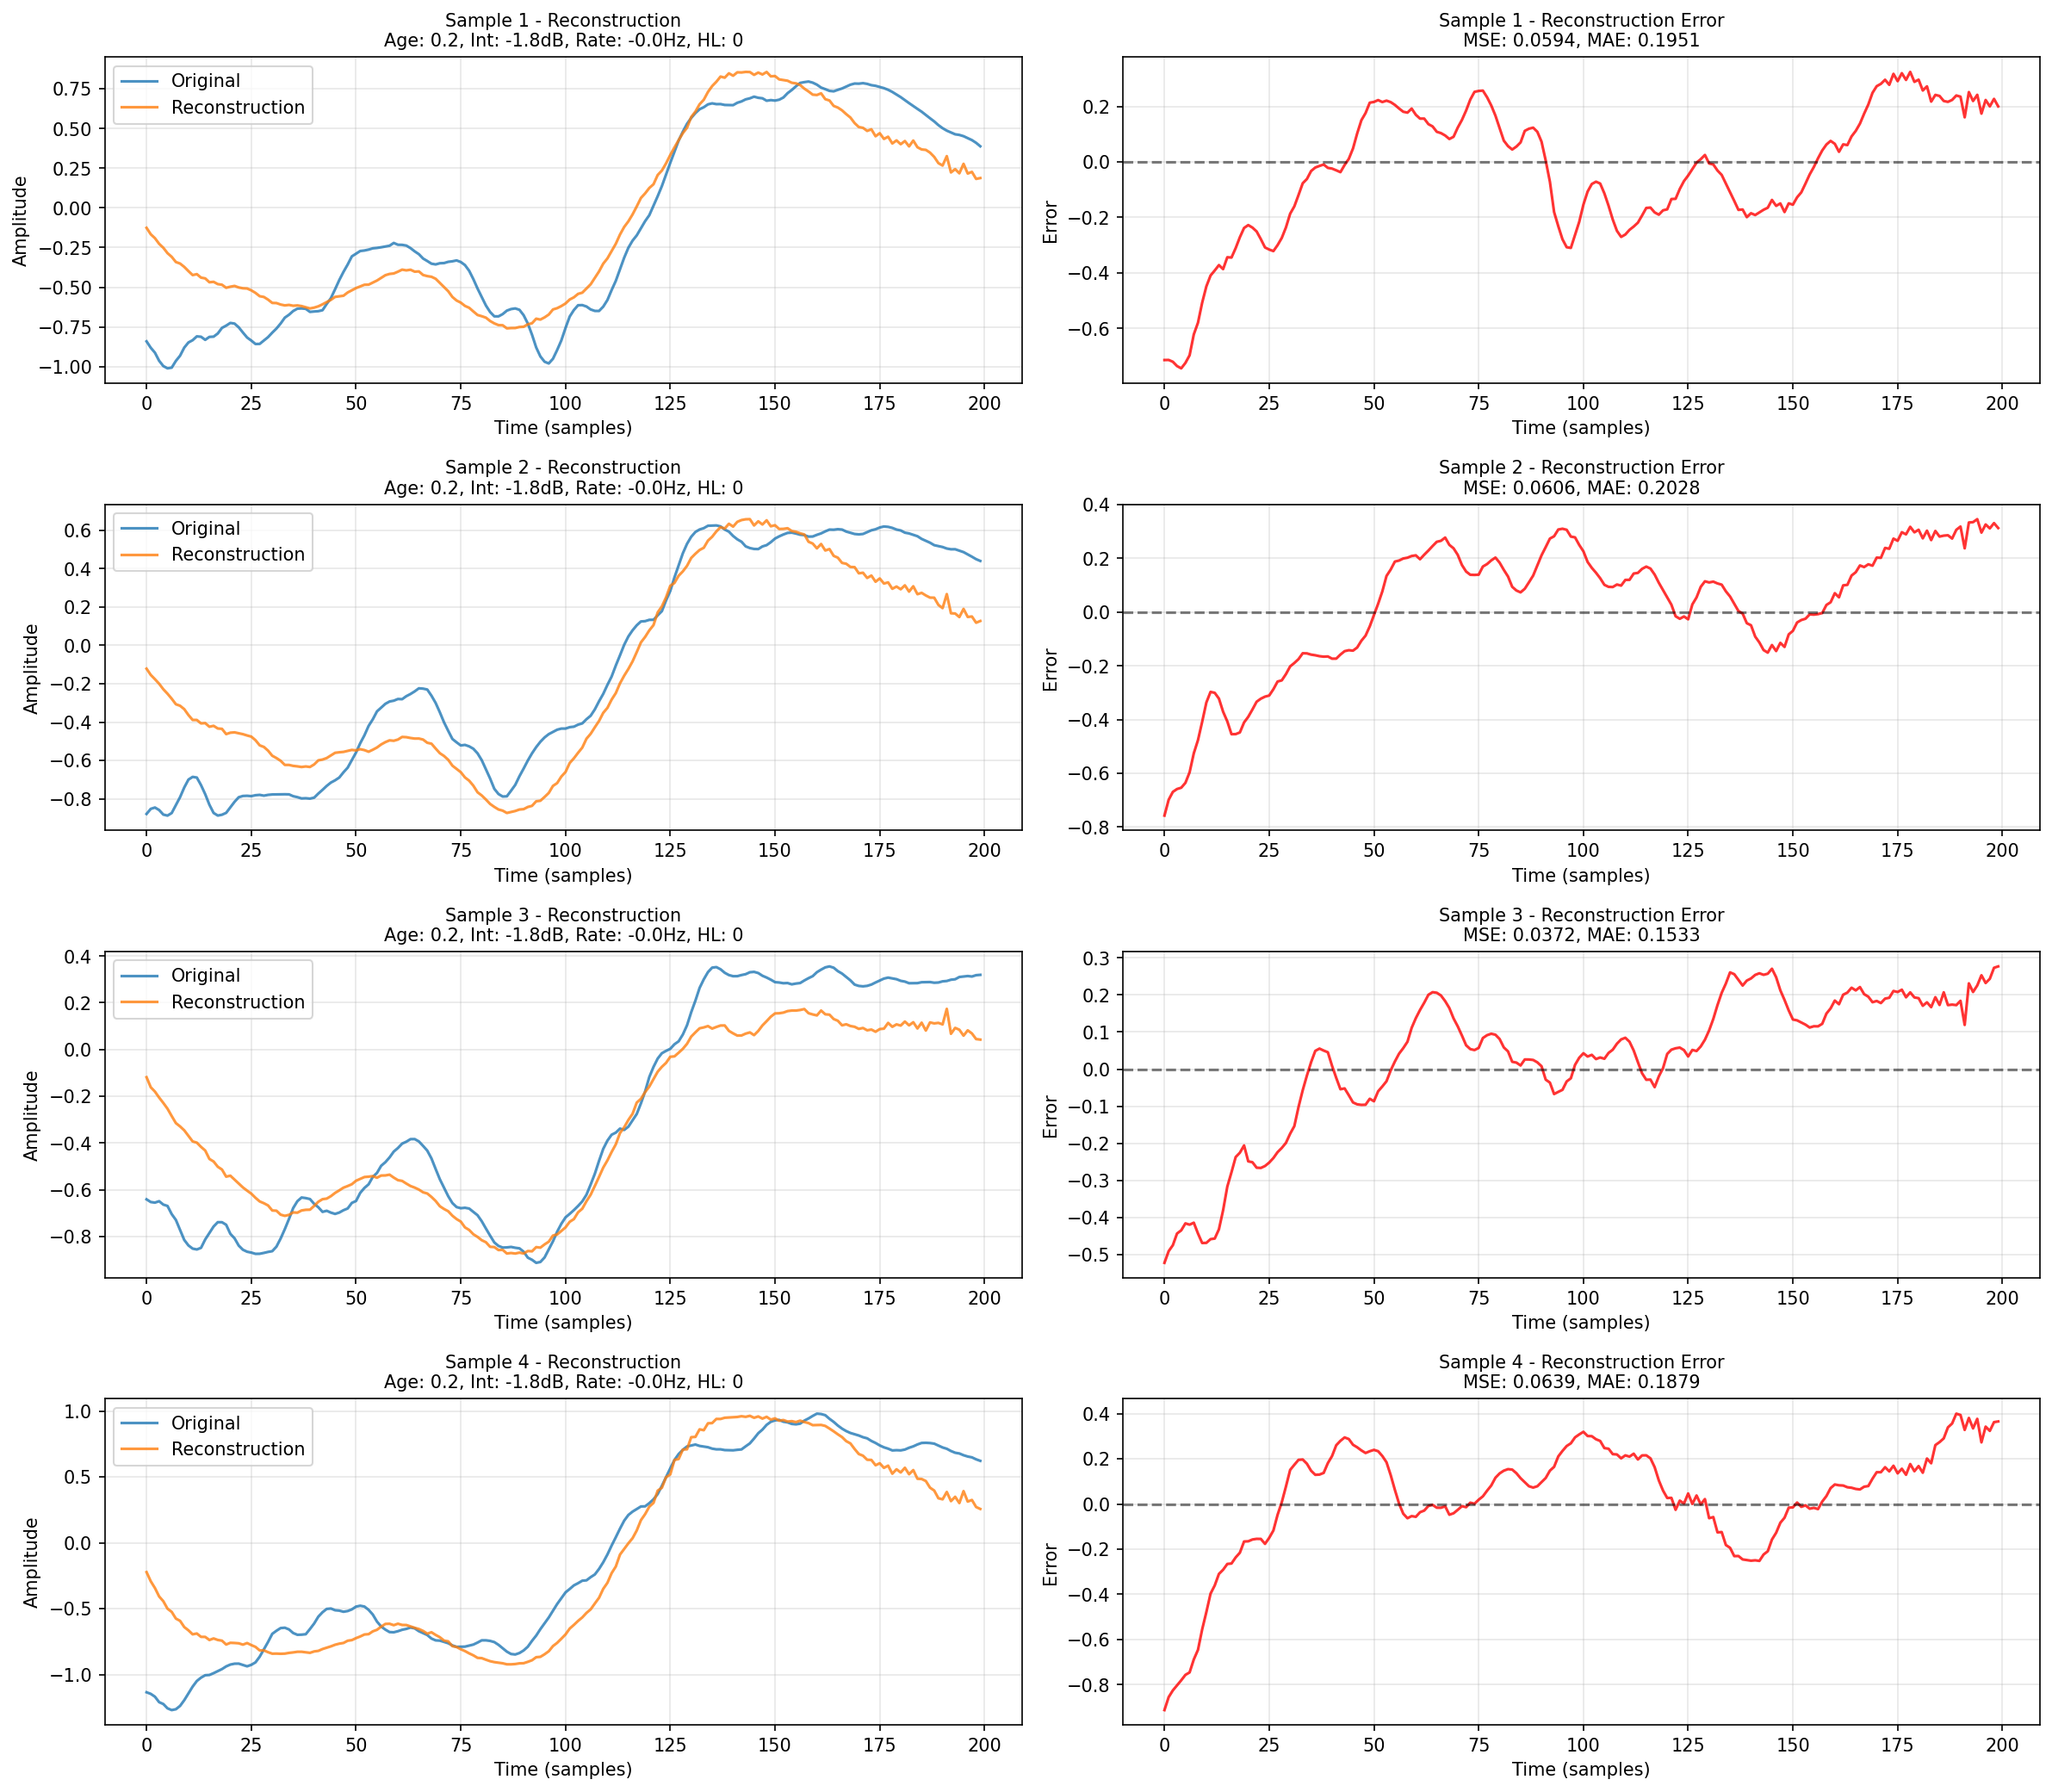 Sample 1 - Reconstruction
Age: 0.2, Int: -1.8dB, Rate: -0.0Hz, HL: 0
Original
Reconstruction
Amplitude
0.75
0.50
0.25
0.00
−0.25
−0.50
−0.75
−1.00
0 25 50 75 100 125 150 175 200
Time (samples)
Sample 1 - Reconstruction Error
MSE: 0.0594, MAE: 0.1951
Error
0.2
0.0
−0.2
−0.4
−0.6
0 25 50 75 100 125 150 175 200
Time (samples)
Sample 2 - Reconstruction
Age: 0.2, Int: -1.8dB, Rate: -0.0Hz, HL: 0
Original
Reconstruction
Amplitude
0.6
0.4
0.2
0.0
−0.2
−0.4
−0.6
−0.8
0 25 50 75 100 125 150 175 200
Time (samples)
Sample 2 - Reconstruction Error
MSE: 0.0606, MAE: 0.2028
Error
0.4
0.2
0.0
−0.2
−0.4
−0.6
−0.8
0 25 50 75 100 125 150 175 200
Time (samples)
Sample 3 - Reconstruction
Age: 0.2, Int: -1.8dB, Rate: -0.0Hz, HL: 0
Original
Reconstruction
Amplitude
0.4
0.2
0.0
−0.2
−0.4
−0.6
−0.8
0 25 50 75 100 125 150 175 200
Time (samples)
Sample 3 - Reconstruction Error
MSE: 0.0372, MAE: 0.1533
Error
0.3
0.2
0.1
0.0
−0.1
−0.2
−0.3
−0.4
−0.5
0 25 50 75 100 125 150 175 200
Time (samples)
Sample 4 - Reconstruction
Age: 0.2, Int: -1.8dB, Rate: -0.0Hz, HL: 0
Original
Reconstruction
Amplitude
1.0
0.5
0.0
−0.5
−1.0
0 25 50 75 100 125 150 175 200
Time (samples)
Sample 4 - Reconstruction Error
MSE: 0.0639, MAE: 0.1879
Error
0.4
0.2
0.0
−0.2
−0.4
−0.6
−0.8
0 25 50 75 100 125 150 175 200
Time (samples)